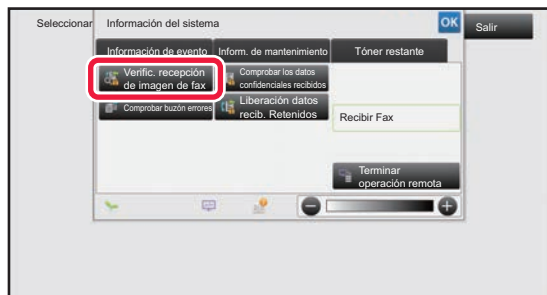 Seleccionar
Información del sistema
OK
Salir
Información de evento
Inform. de mantenimiento
Tóner restante
Verific. recepción
de imagen de fax
Comprobar los datos
confidenciales recibidos
Comprobar buzón errores
Liberación datos
recib. Retenidos
Recibir Fax
Terminar
operación remota